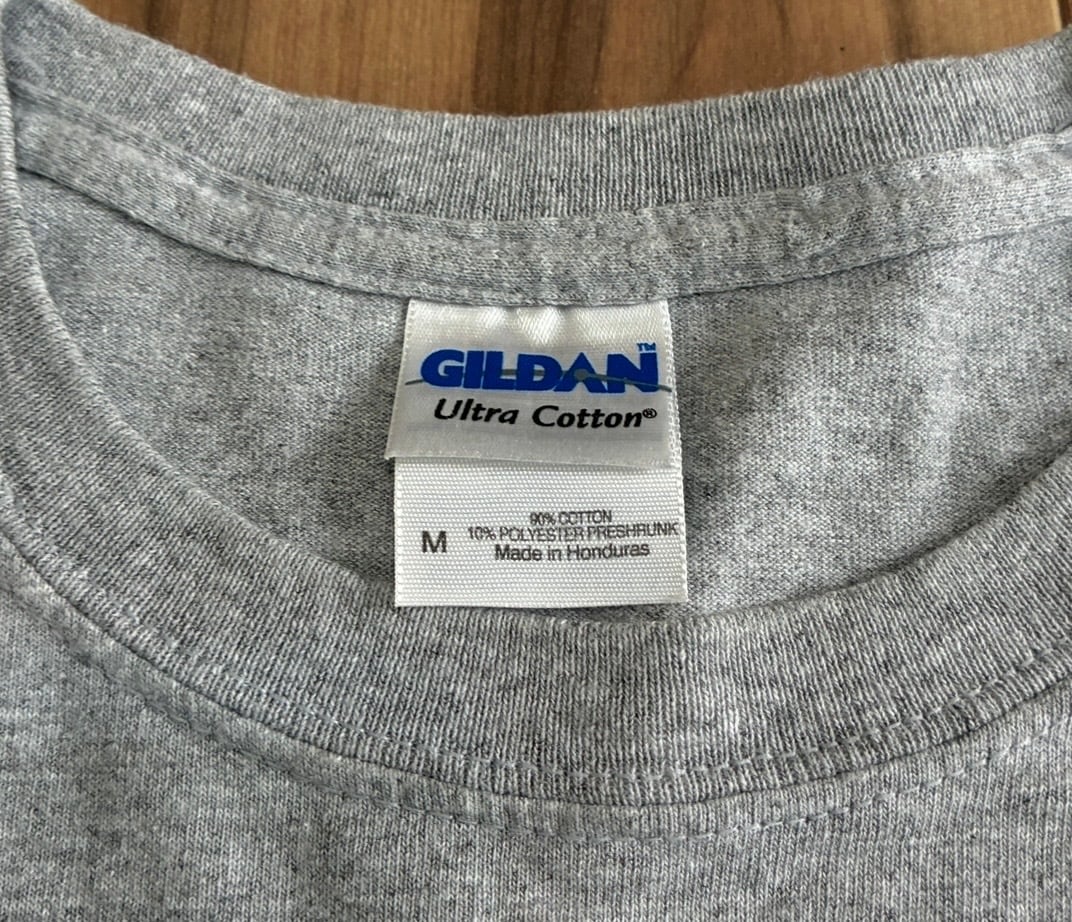 GILDAN™
Ultra Cotton®
90% COTTON
10% POLYESTER PRESHRUNK
M
Made in Honduras